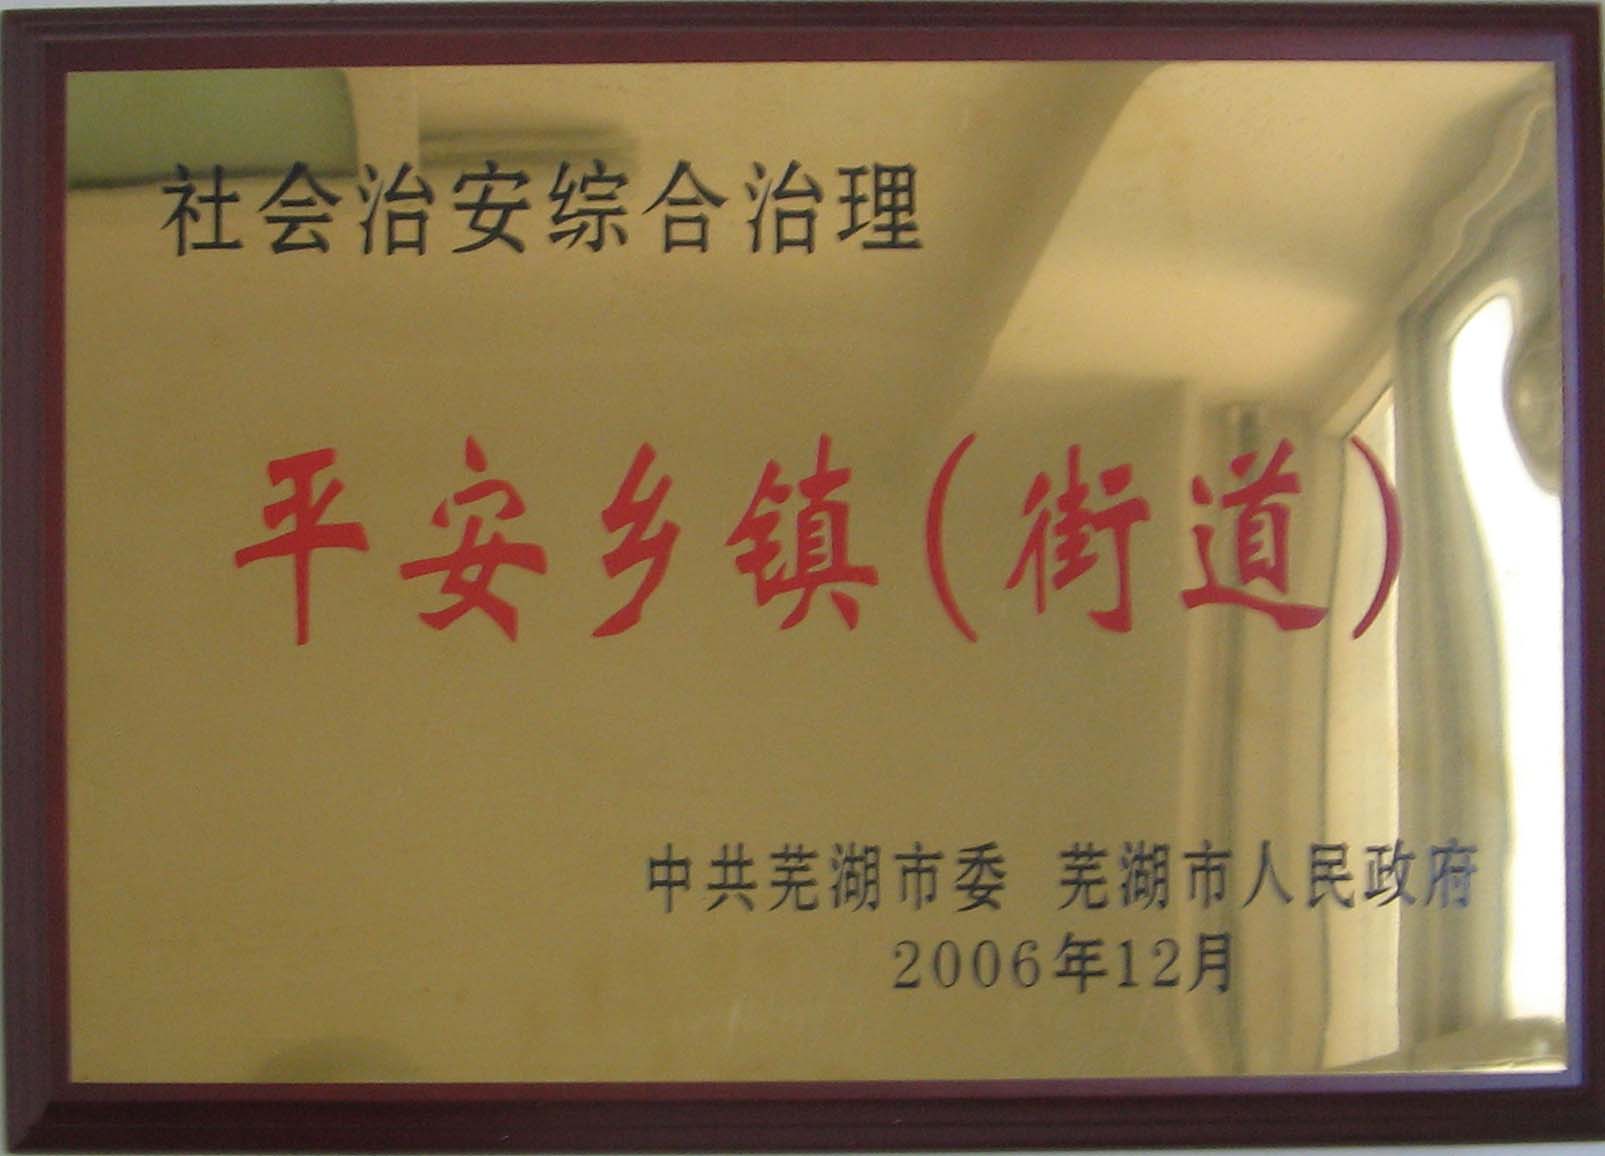 社会治安综合治理
平安乡镇(街道)
中共芜湖市委 芜湖市人民政府
2006年12月